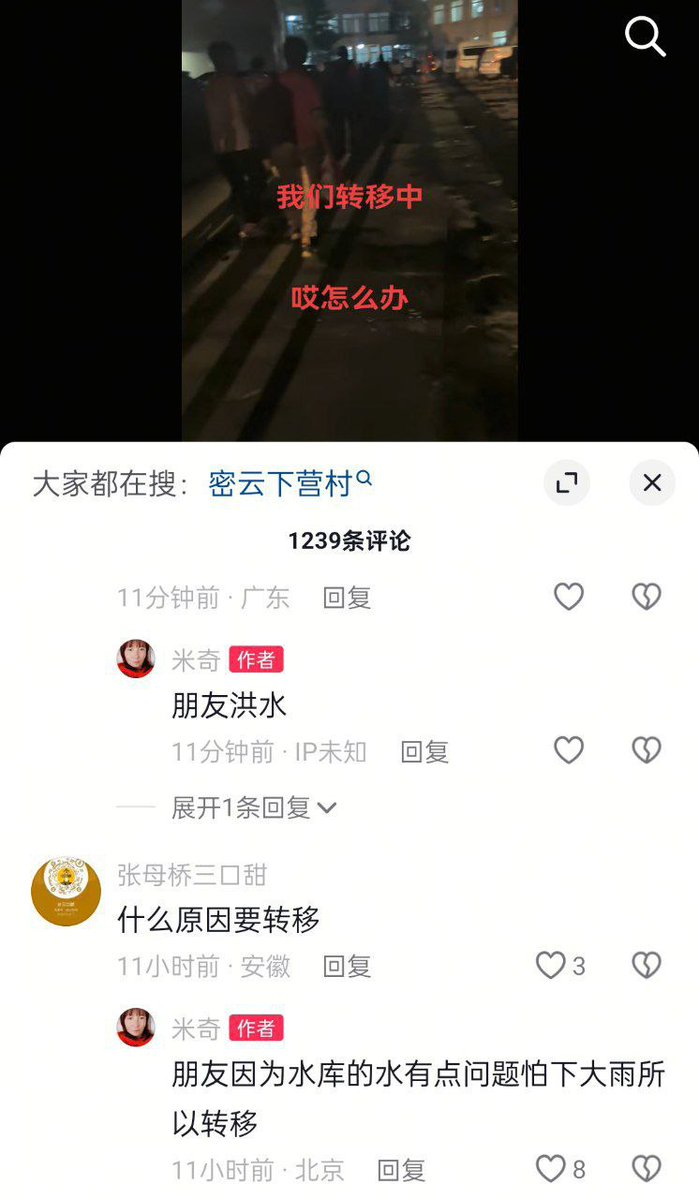 我们转移中
哎怎么办
大家都在搜：密云下营村
1239条评论
11分钟前 · 广东 回复
米奇 作者
朋友洪水
11分钟前 · IP未知 回复
展开1条回复
张母桥三口甜
什么原因要转移
11小时前 · 安徽 回复 3
米奇 作者
朋友因为水库的水有点问题怕下大雨所
以转移
11小时前 · 北京 回复 8